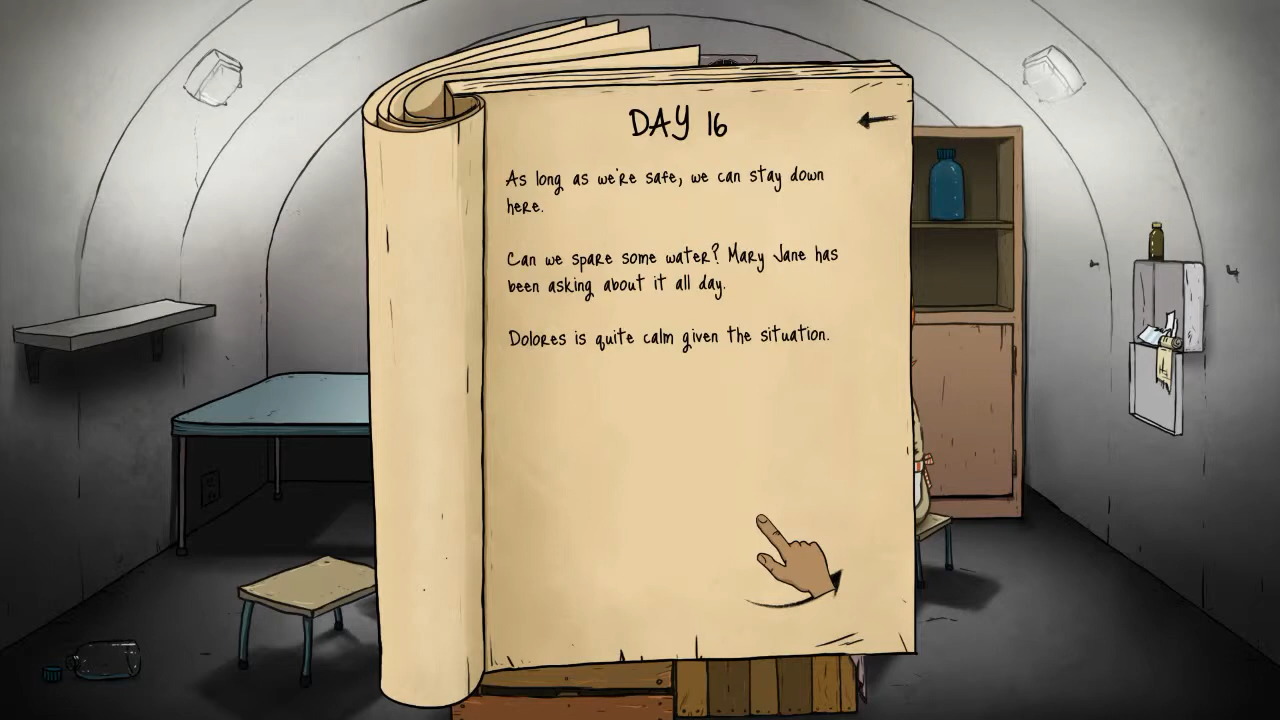 DAY 16
As long as we're safe, we can stay down
here.
Can we spare some water? Mary Jane has
been asking about it all day.
Dolores is quite calm given the situation.